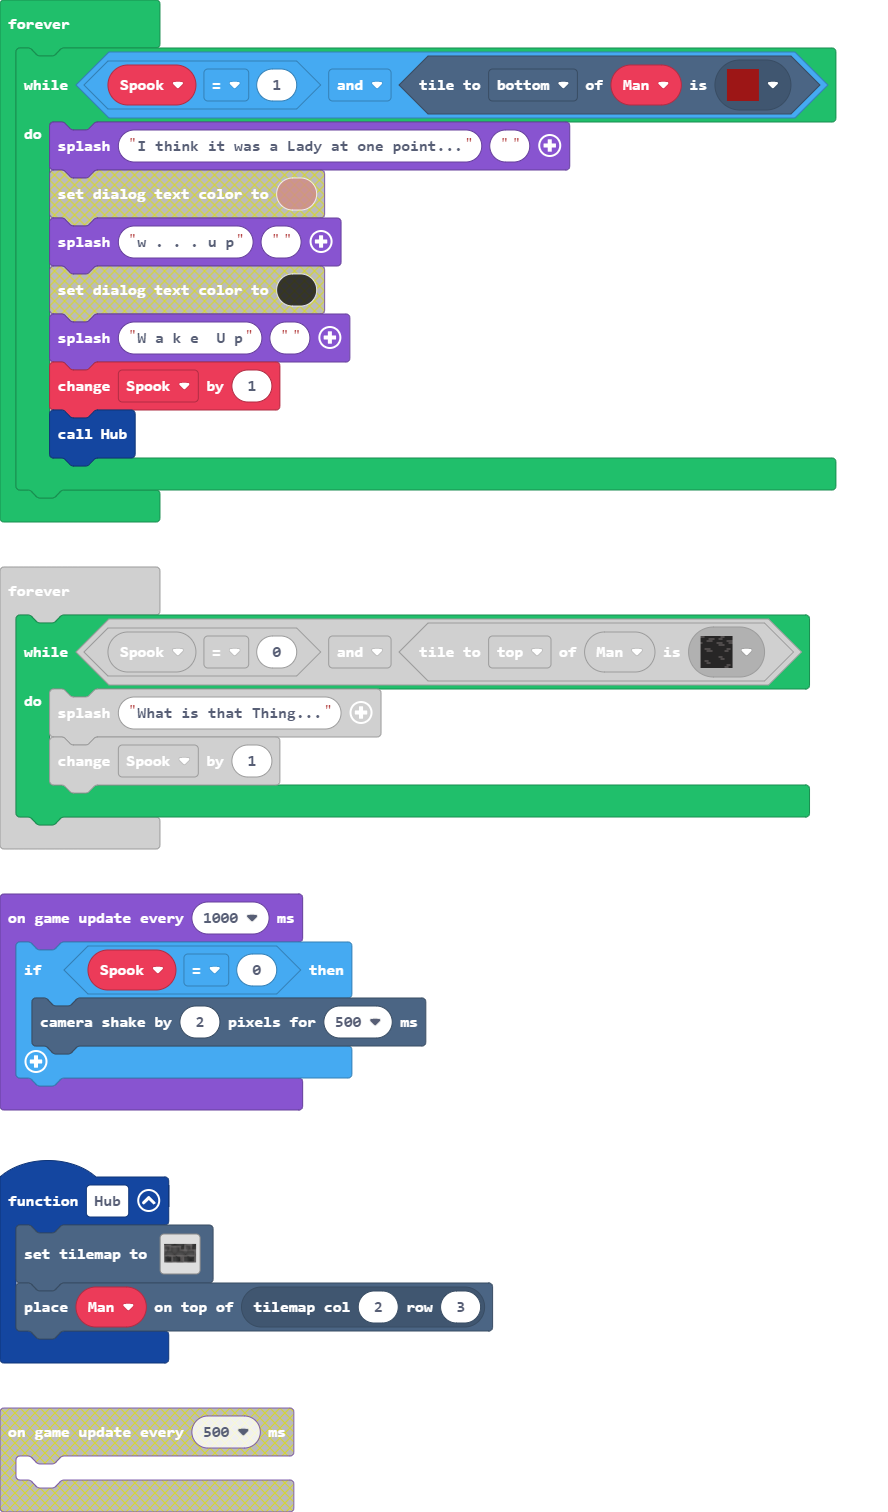 forever
while Spook = 1 and tile to bottom of Man is
do
splash "I think it was a Lady at one point..." ""
set dialog text color to
splash "w . . . u p" ""
set dialog text color to
splash "W a k e  U p" ""
change Spook by 1
call Hub
forever
while Spook = 0 and tile to top of Man is
do
splash "What is that Thing..."
change Spook by 1
on game update every 1000 ms
if Spook = 0 then
camera shake by 2 pixels for 500 ms
function Hub
set tilemap to
place Man on top of tilemap col 2 row 3
on game update every 500 ms